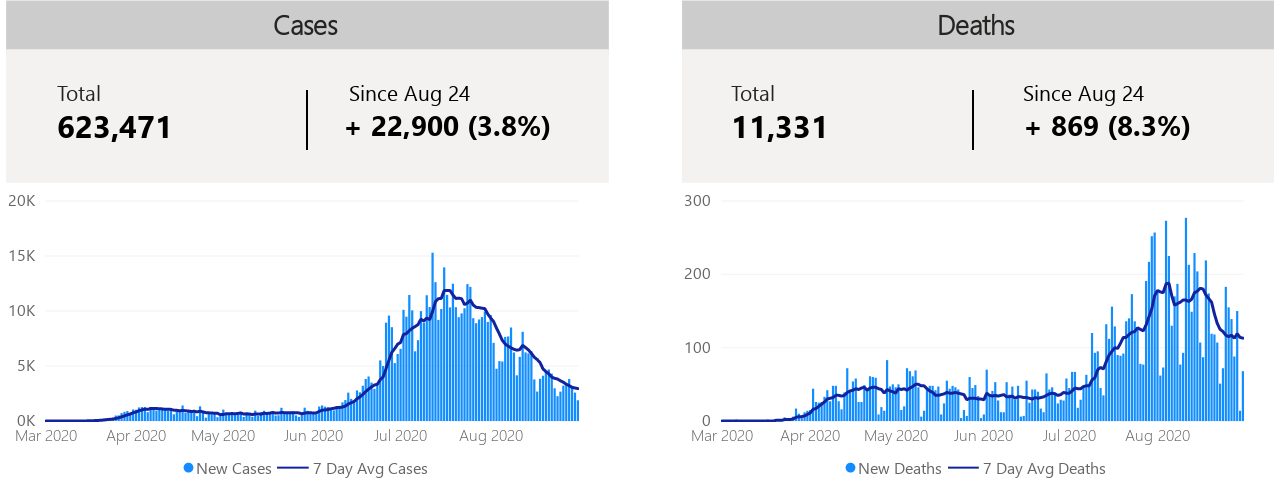 Cases
Total
623,471
Since Aug 24
+ 22,900 (3.8%)
20K
15K
10K
5K
0K
Mar 2020 Apr 2020 May 2020 Jun 2020 Jul 2020 Aug 2020
New Cases 7 Day Avg Cases
Deaths
Total
11,331
Since Aug 24
+ 869 (8.3%)
300
200
100
0
Mar 2020 Apr 2020 May 2020 Jun 2020 Jul 2020 Aug 2020
New Deaths 7 Day Avg Deaths